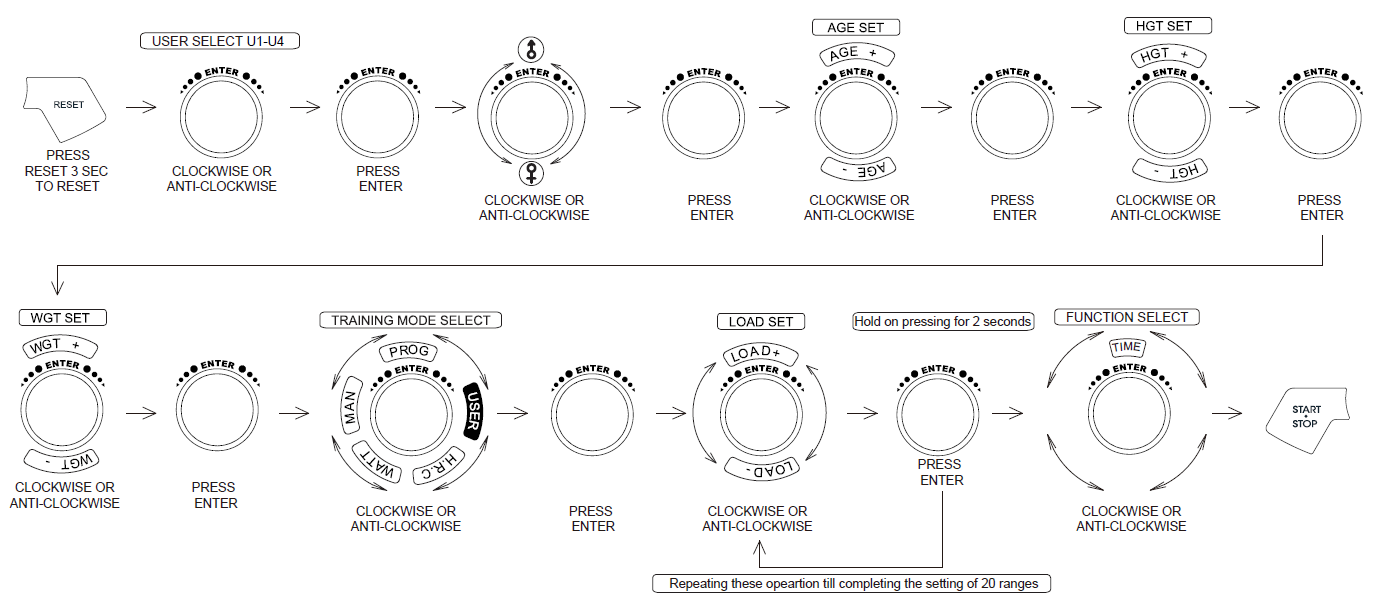 USER SELECT U1-U4
AGE SET
HGT SET
AGE +
HGT +
ENTER
ENTER
ENTER
ENTER
ENTER
ENTER
ENTER
ENTER
RESET
AGE -
HGT -
PRESS
RESET 3 SEC
TO RESET
CLOCKWISE OR
ANTI-CLOCKWISE
PRESS
ENTER
CLOCKWISE OR
ANTI-CLOCKWISE
PRESS
ENTER
CLOCKWISE OR
ANTI-CLOCKWISE
PRESS
ENTER
CLOCKWISE OR
ANTI-CLOCKWISE
PRESS
ENTER
WGT SET
WGT +
ENTER
WGT -
CLOCKWISE OR
ANTI-CLOCKWISE
ENTER
PRESS
ENTER
TRAINING MODE SELECT
PROG
ENTER
MAN
USER
WATT
H.R.C
CLOCKWISE OR
ANTI-CLOCKWISE
ENTER
PRESS
ENTER
LOAD SET
LOAD+
ENTER
LOAD-
CLOCKWISE OR
ANTI-CLOCKWISE
Hold on pressing for 2 seconds
ENTER
PRESS
ENTER
FUNCTION SELECT
TIME
ENTER
CLOCKWISE OR
ANTI-CLOCKWISE
START
+
STOP
Repeating these opeartion till completing the setting of 20 ranges